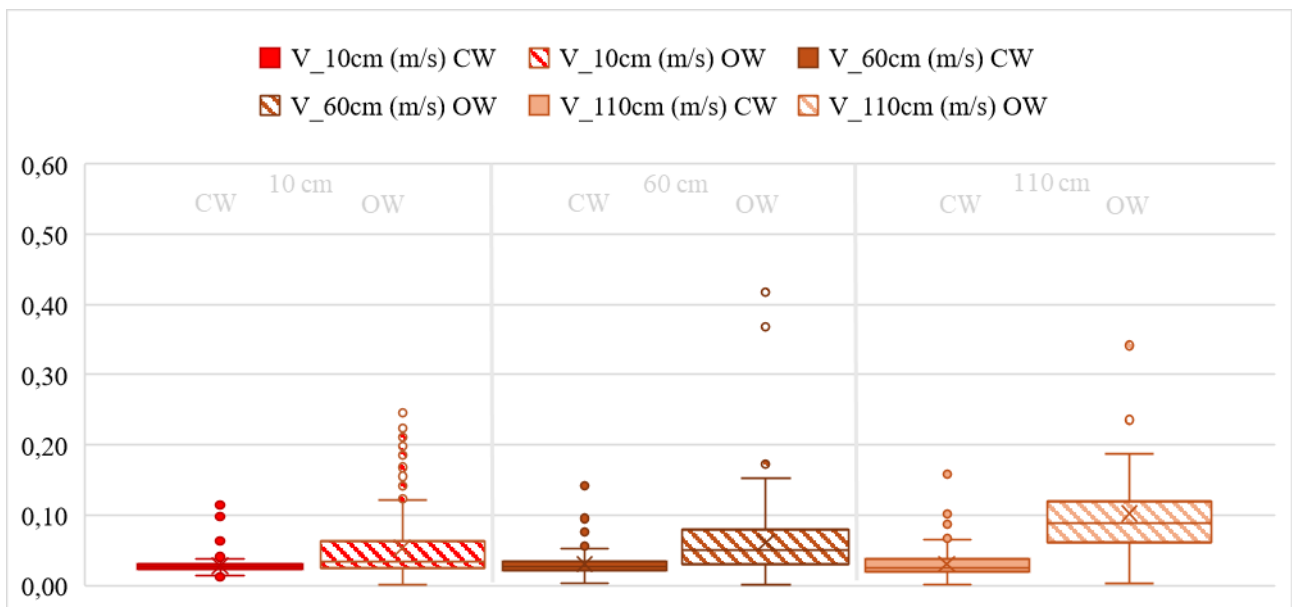 V_10cm (m/s) CW V_10cm (m/s) OW V_60cm (m/s) CW
V_60cm (m/s) OW V_110cm (m/s) CW V_110cm (m/s) OW
0,60
10 cm 60 cm 110 cm
CW OW CW OW CW OW
0,50
0,40
0,30
0,20
0,10
0,00